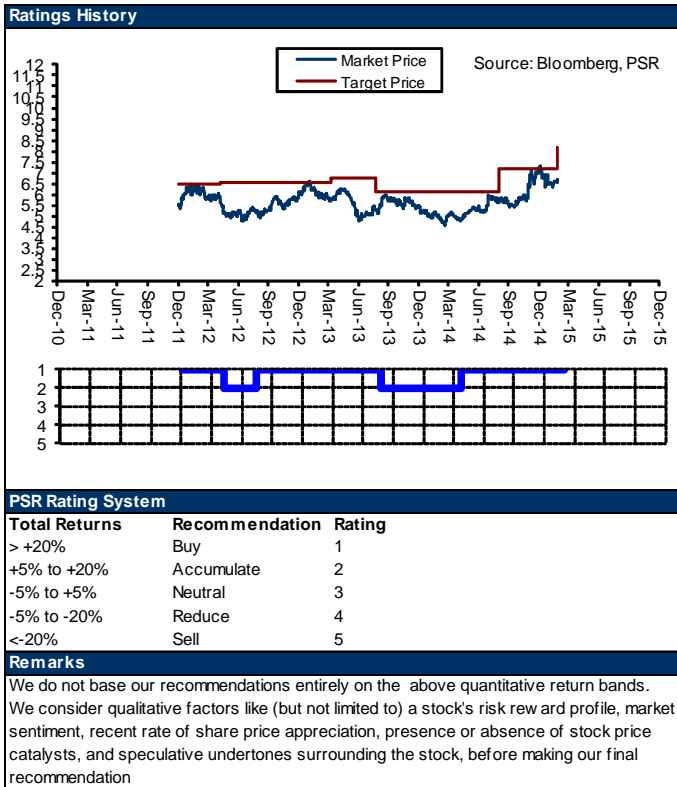 Ratings History
Market Price
Target Price
Source: Bloomberg, PSR
12
11.5
11
10.5
10
9.5
9
8.5
8
7.5
7
6.5
6
5.5
5
4.5
4
3.5
3
2.5
2
Dec-10
Mar-11
Jun-11
Sep-11
Dec-11
Mar-12
Jun-12
Sep-12
Dec-12
Mar-13
Jun-13
Sep-13
Dec-13
Mar-14
Jun-14
Sep-14
Dec-14
Mar-15
Jun-15
Sep-15
Dec-15
1
2
3
4
5
PSR Rating System
Total Returns Recommendation Rating
> +20% Buy 1
+5% to +20% Accumulate 2
-5% to +5% Neutral 3
-5% to -20% Reduce 4
<-20% Sell 5
Remarks
We do not base our recommendations entirely on the above quantitative return bands.
We consider qualitative factors like (but not limited to) a stock's risk reward profile, market
sentiment, recent rate of share price appreciation, presence or absence of stock price
catalysts, and speculative undertones surrounding the stock, before making our final
recommendation